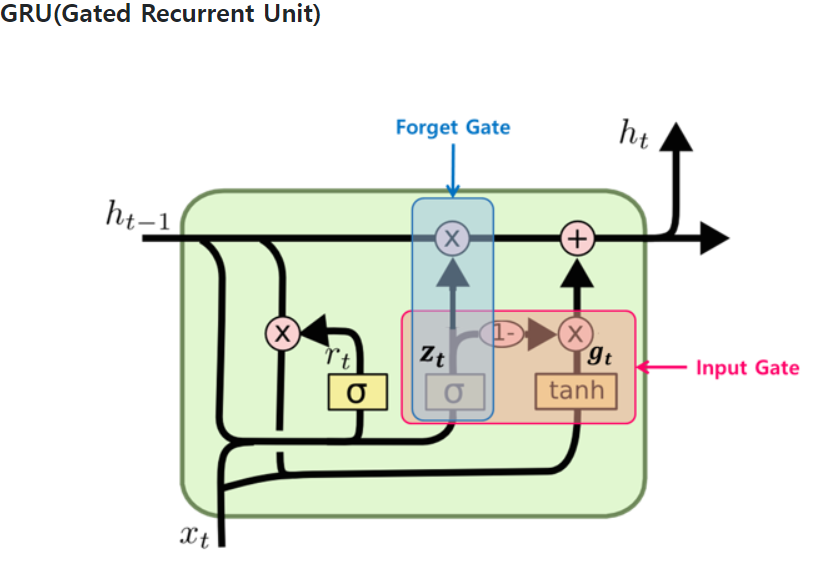 GRU(Gated Recurrent Unit)
Forget Gate
h_t
h_{t-1}
x
+
x
r_t
z_t
1-
x
g_t
Input Gate
σ
σ
tanh
x_t